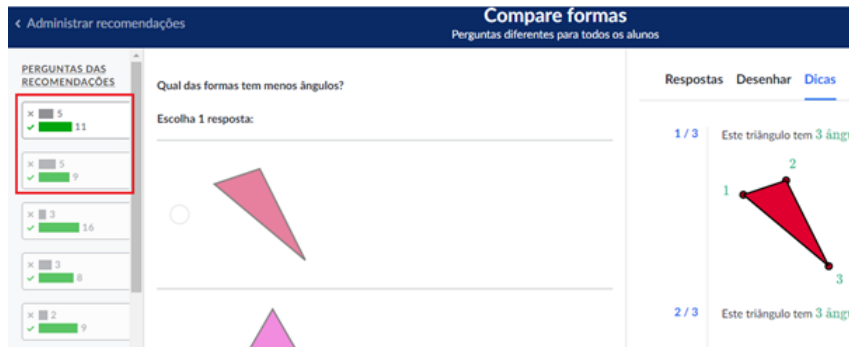 ‹ Administrar recomendações
Compare formas
Perguntas diferentes para todos os alunos
PERGUNTAS DAS
RECOMENDAÇÕES
× 5
✓ 11
× 5
✓ 9
× 3
✓ 16
× 3
✓ 8
× 2
✓ 9
Qual das formas tem menos ângulos?
Escolha 1 resposta:
Respostas Desenhar Dicas
1 / 3 Este triângulo tem 3
1
2
3
2 / 3 Este triângulo tem 3